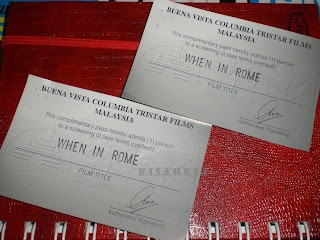 BUENA VISTA COLUMBIA TRISTAR FILMS
MALAYSIA
This complimentary pass hereby admits (1) person
to a screening of (see terms overleaf)
WHEN IN ROME
FILM TITLE
Authorised Signatory
BUENA VISTA COLUMBIA TRISTAR FILMS
MALAYSIA
This complimentary pass hereby admits (1) person
to a screening of (see terms overleaf)
WHEN IN ROME
FILM TITLE
Authorised Signatory